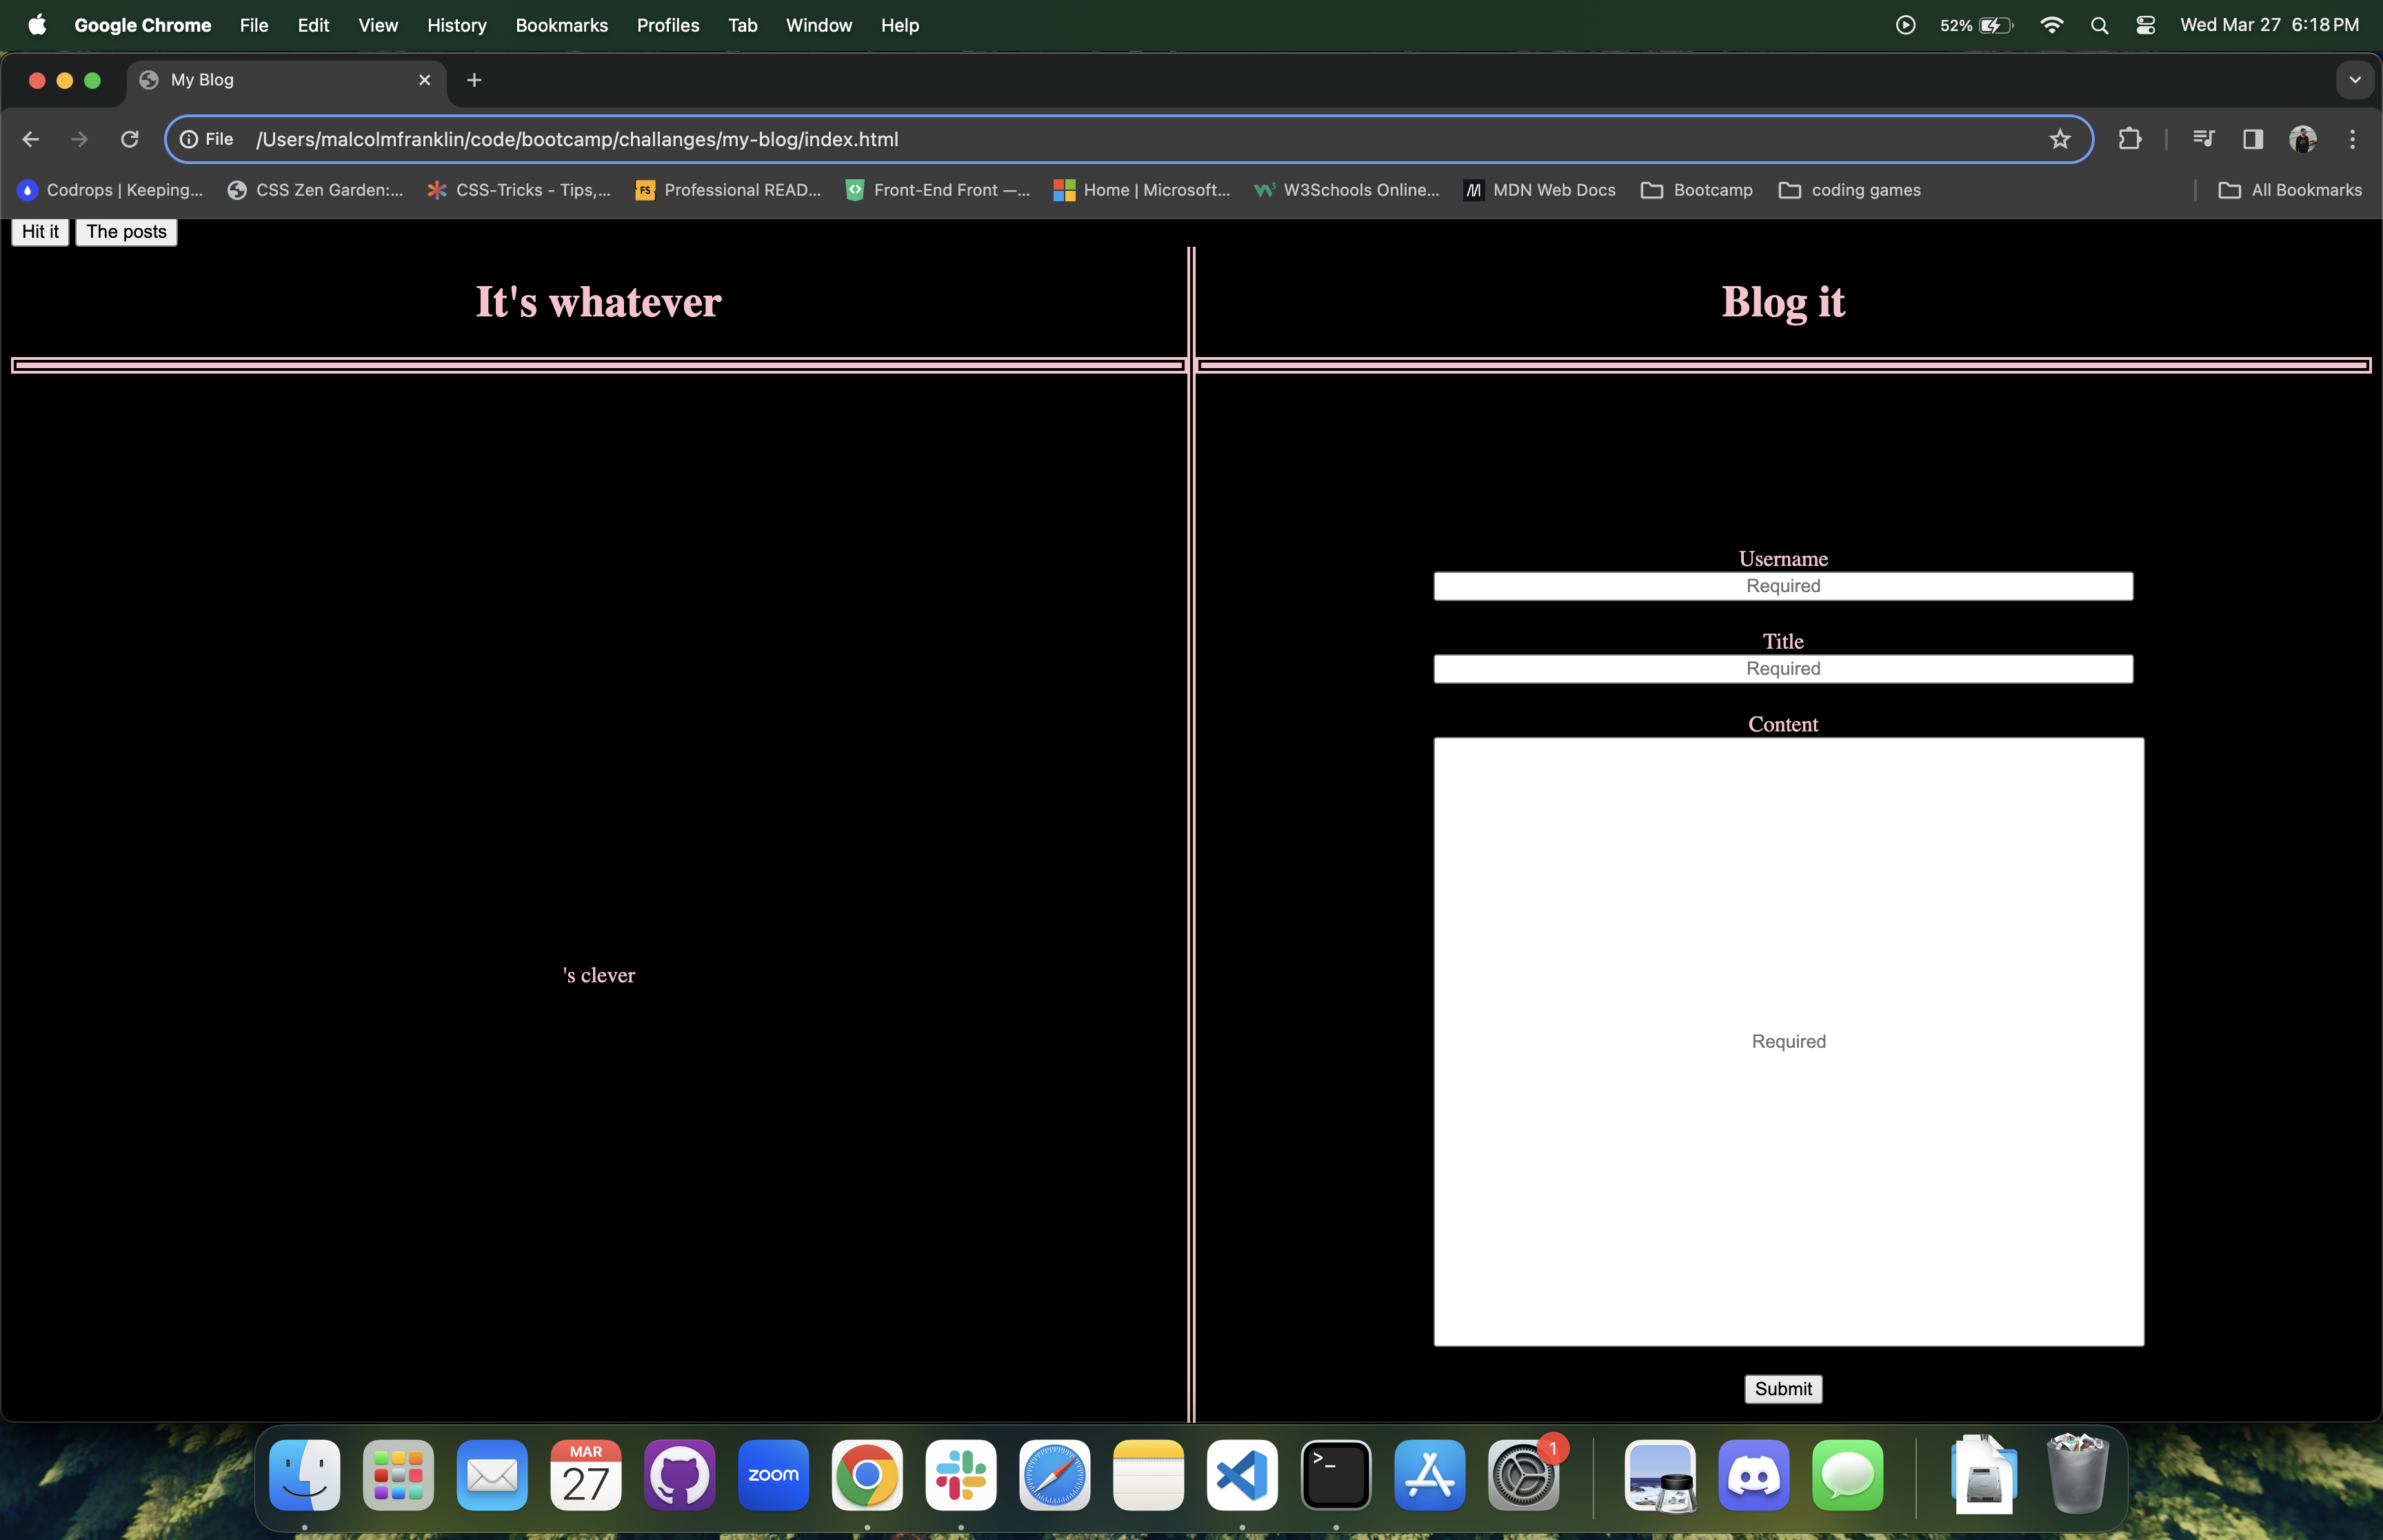 Google Chrome File Edit View History Bookmarks Profiles Tab Window Help 52% Wed Mar 27 6:18 PM
My Blog
File /Users/malcolmfranklin/code/bootcamp/challanges/my-blog/index.html
Codrops | Keeping... CSS Zen Garden:... CSS-Tricks - Tips,... FS Professional READ... Front-End Front —... Home | Microsoft... W3Schools Online... MDN Web Docs Bootcamp coding games All Bookmarks
Hit it The posts
It's whatever
Blog it
Username
Required
Title
Required
Content
Required
's clever
Submit
MAR
27
zoom
>_
1